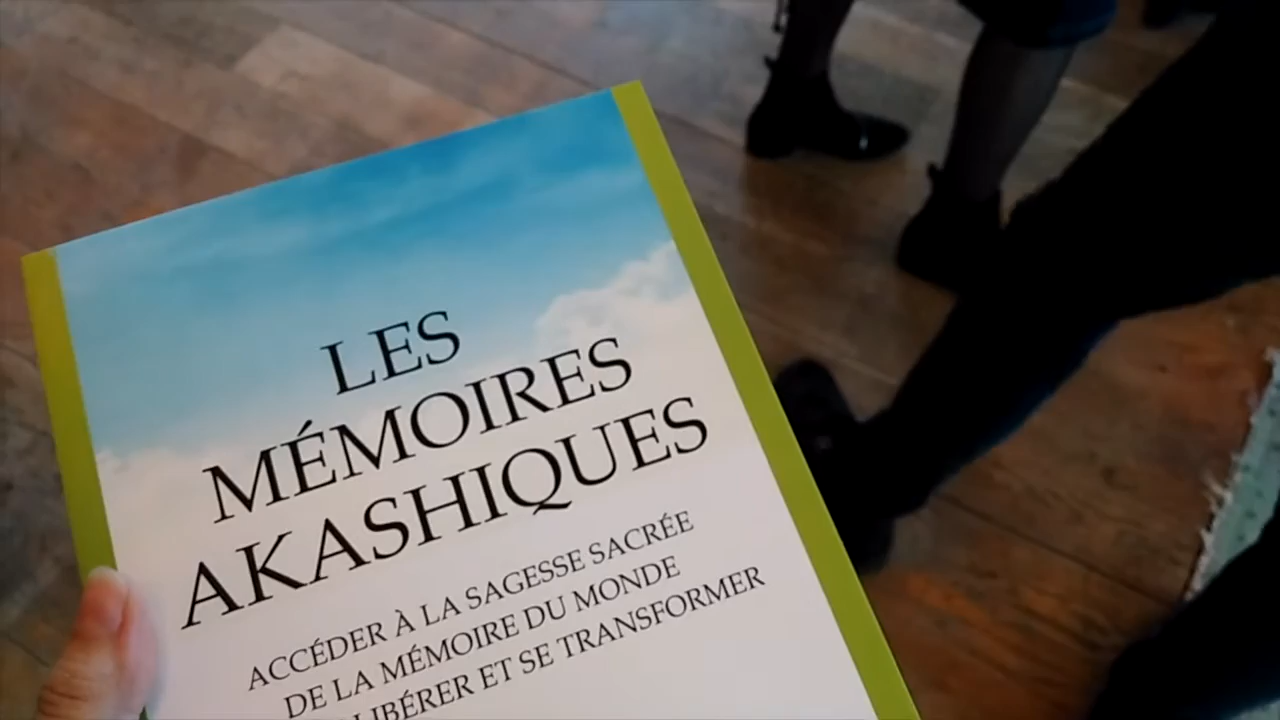 LES
MÉMOIRES
AKASHIQUES
ACCÉDER À LA SAGESSE SACRÉE
DE LA MÉMOIRE DU MONDE
LIBÉRER ET SE TRANSFORMER